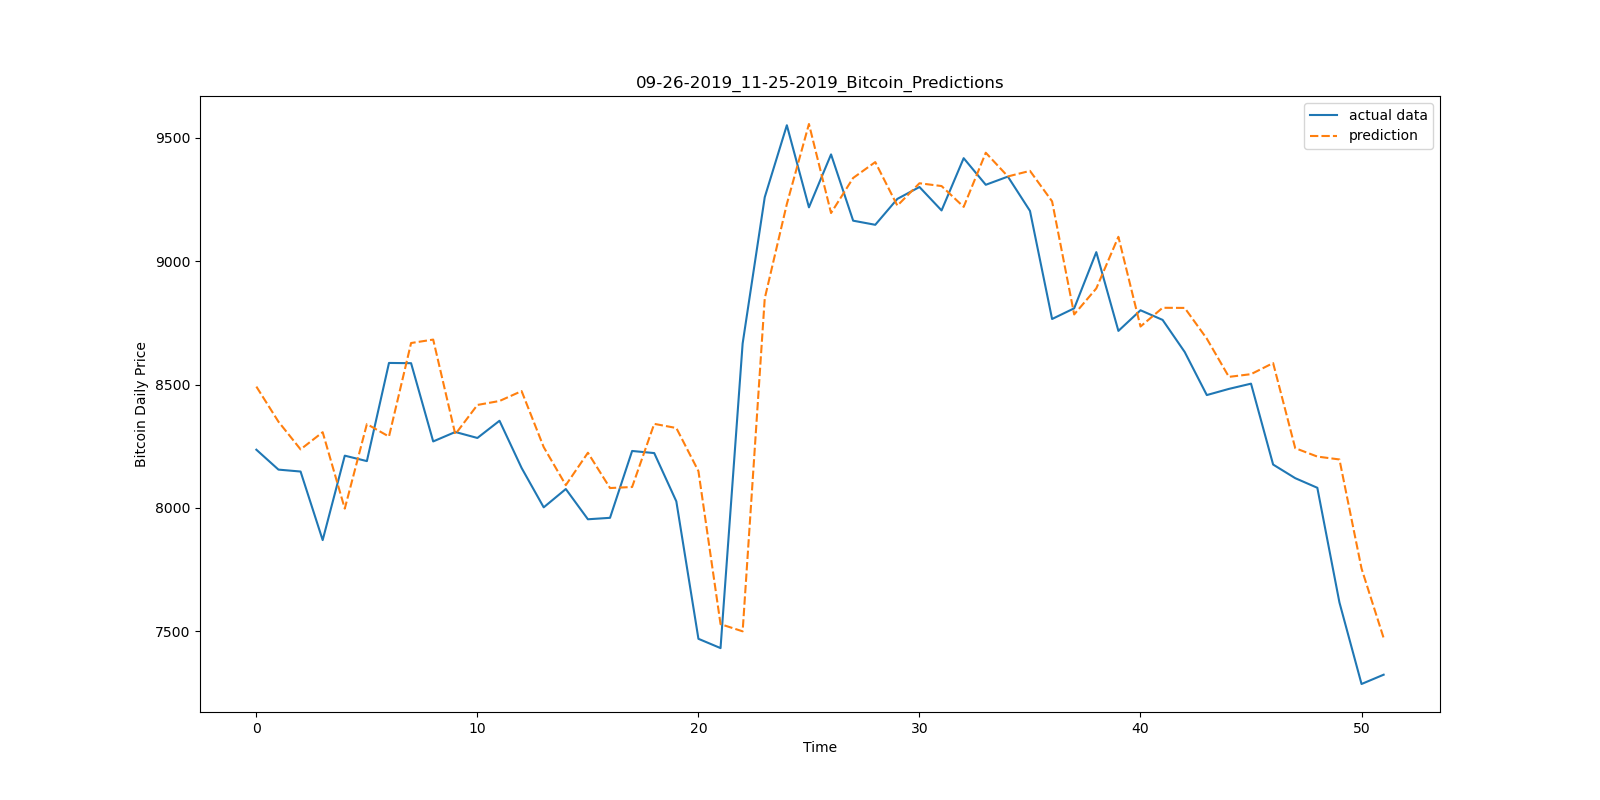 09-26-2019_11-25-2019_Bitcoin_Predictions
actual data
prediction
Bitcoin Daily Price
9500
9000
8500
8000
7500
0 10 20 30 40 50
Time